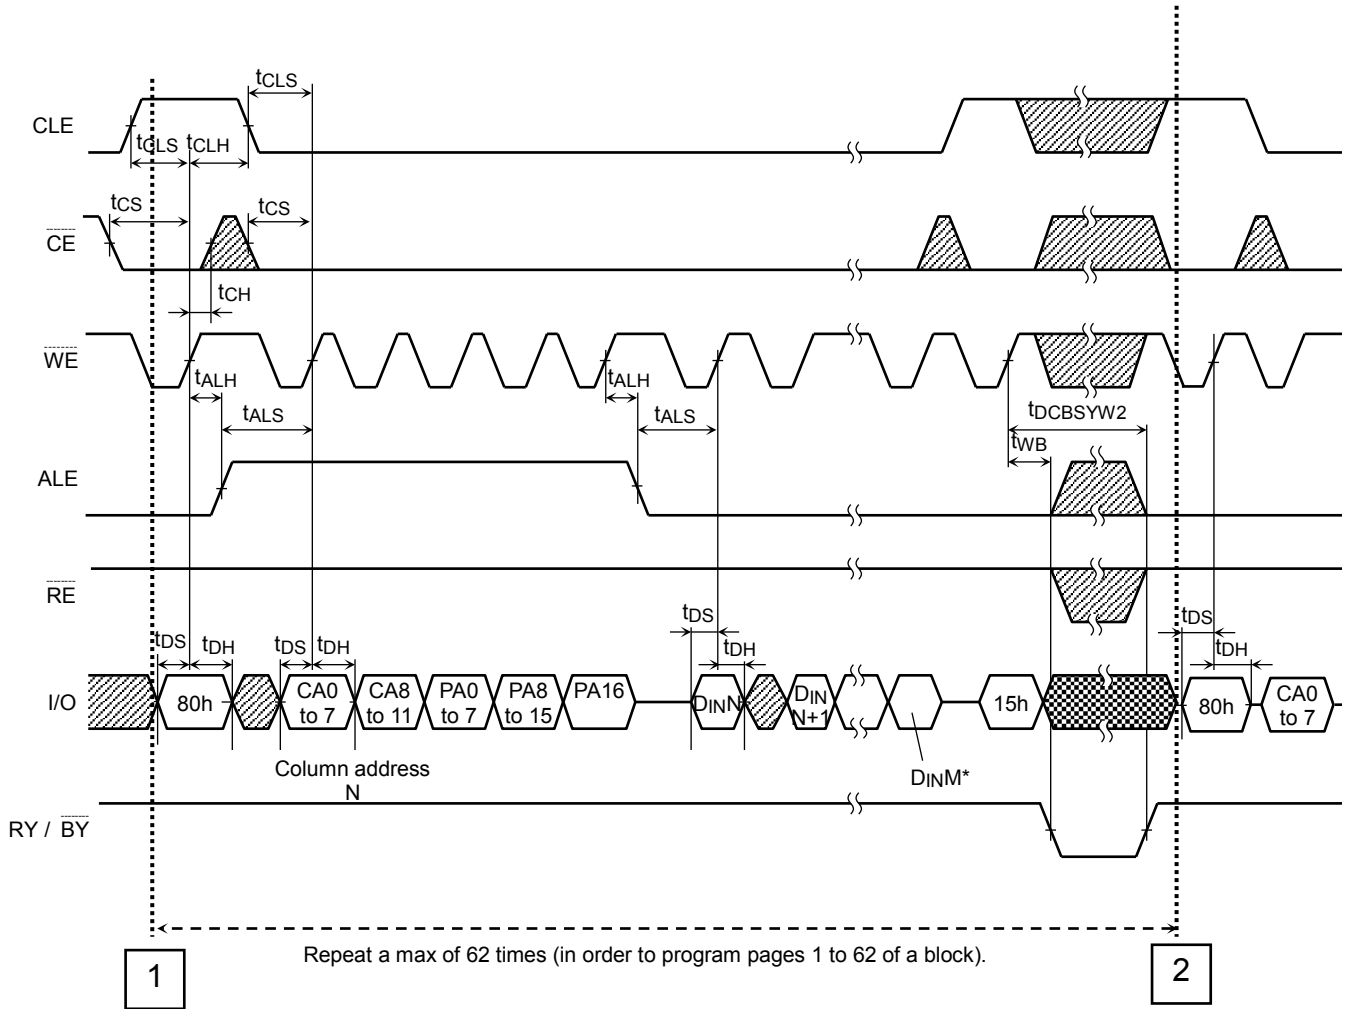 tCLS
CLE
tCLS tCLH
tCS tCS
CE
tCH
WE
tALH tALH
tALS tALS tDCBSYW2
tWB
ALE
RE
tDS tDH tDS tDH tDS tDH tDS tDH
I/O 80h CA0 to 7 CA8 to 11 PA0 to 7 PA8 to 15 PA16 DINN DIN N+1 15h 80h CA0 to 7
Column address
N
DINM*
RY / BY
Repeat a max of 62 times (in order to program pages 1 to 62 of a block).
1 2